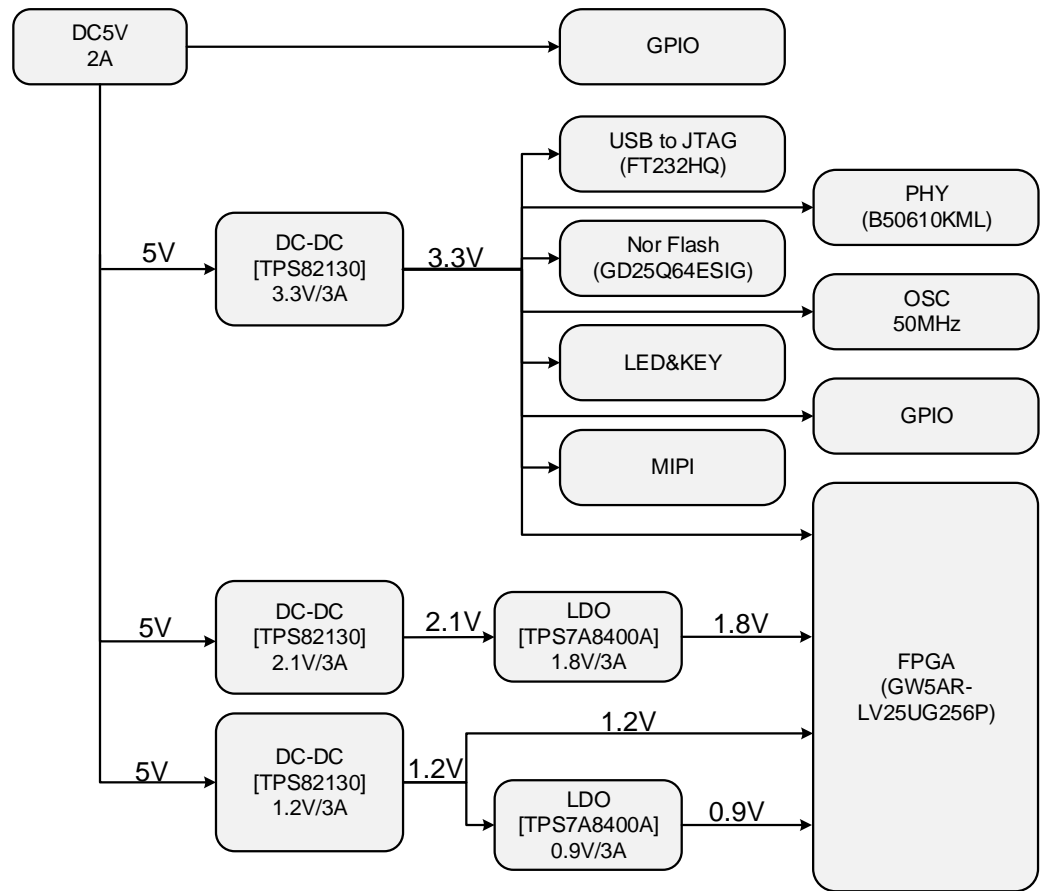 DC5V
2A
GPIO
USB to JTAG
(FT232HQ)
PHY
(B50610KML)
5V
DC-DC
[TPS82130]
3.3V/3A
3.3V
Nor Flash
(GD25Q64ESIG)
OSC
50MHz
LED&KEY
GPIO
MIPI
5V
DC-DC
[TPS82130]
2.1V/3A
2.1V
LDO
[TPS7A8400A]
1.8V/3A
1.8V
FPGA
(GW5AR-
LV25UG256P)
5V
DC-DC
[TPS82130]
1.2V/3A
1.2V
1.2V
LDO
[TPS7A8400A]
0.9V/3A
0.9V